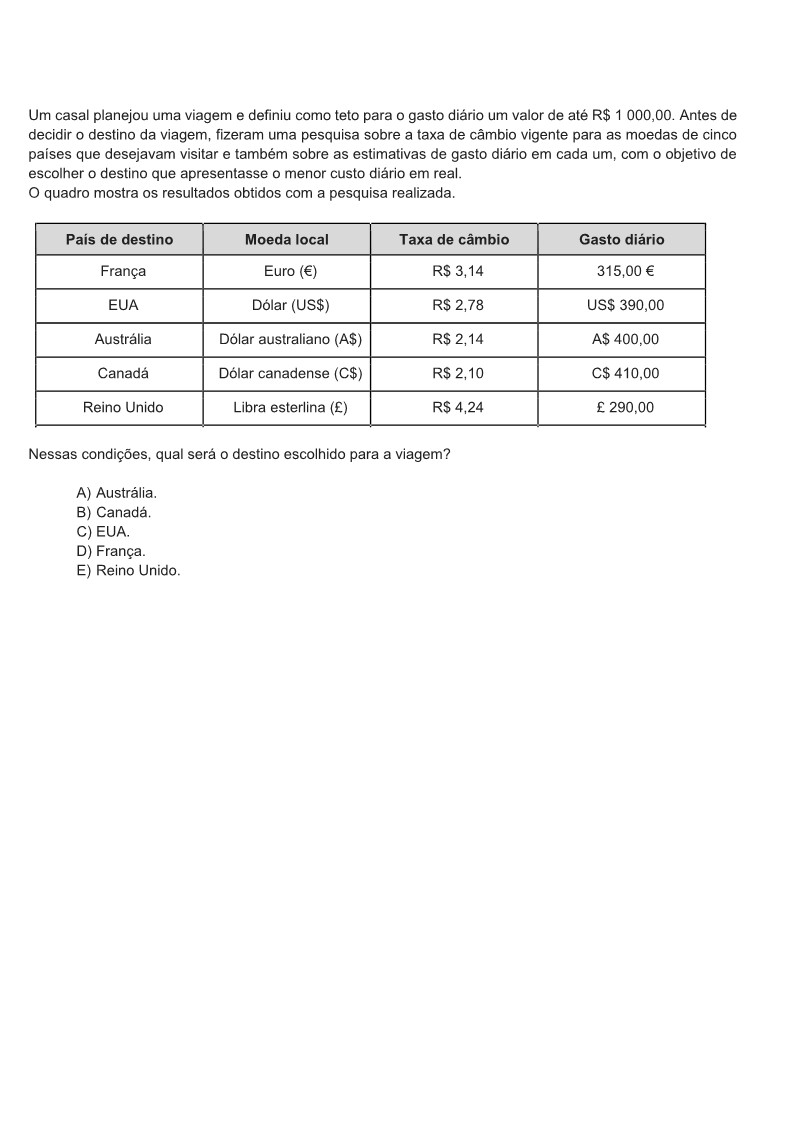 Um casal planejou uma viagem e definiu como teto para o gasto diário um valor de até R$ 1 000,00. Antes de
decidir o destino da viagem, fizeram uma pesquisa sobre a taxa de câmbio vigente para as moedas de cinco
países que desejavam visitar e também sobre as estimativas de gasto diário em cada um, com o objetivo de
escolher o destino que apresentasse o menor custo diário em real.
O quadro mostra os resultados obtidos com a pesquisa realizada.
País de destino Moeda local Taxa de câmbio Gasto diário
França Euro (€) R$ 3,14 315,00 €
EUA Dólar (US$) R$ 2,78 US$ 390,00
Austrália Dólar australiano (A$) R$ 2,14 A$ 400,00
Canadá Dólar canadense (C$) R$ 2,10 C$ 410,00
Reino Unido Libra esterlina (£) R$ 4,24 £ 290,00
Nessas condições, qual será o destino escolhido para a viagem?
A) Austrália.
B) Canadá.
C) EUA.
D) França.
E) Reino Unido.